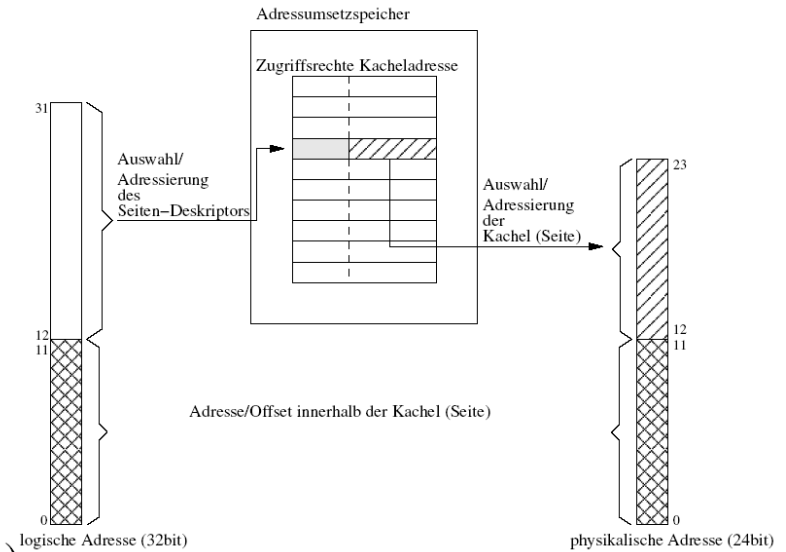 Adressumsetzspeicher
Zugriffsrechte Kacheladresse
31
Auswahl/
Adressierung
des
Seiten-Deskriptors
12
11
0
logische Adresse (32bit)
Auswahl/
Adressierung
der
Kachel (Seite)
Adresse/Offset innerhalb der Kachel (Seite)
23
12
11
0
physikalische Adresse (24bit)
)